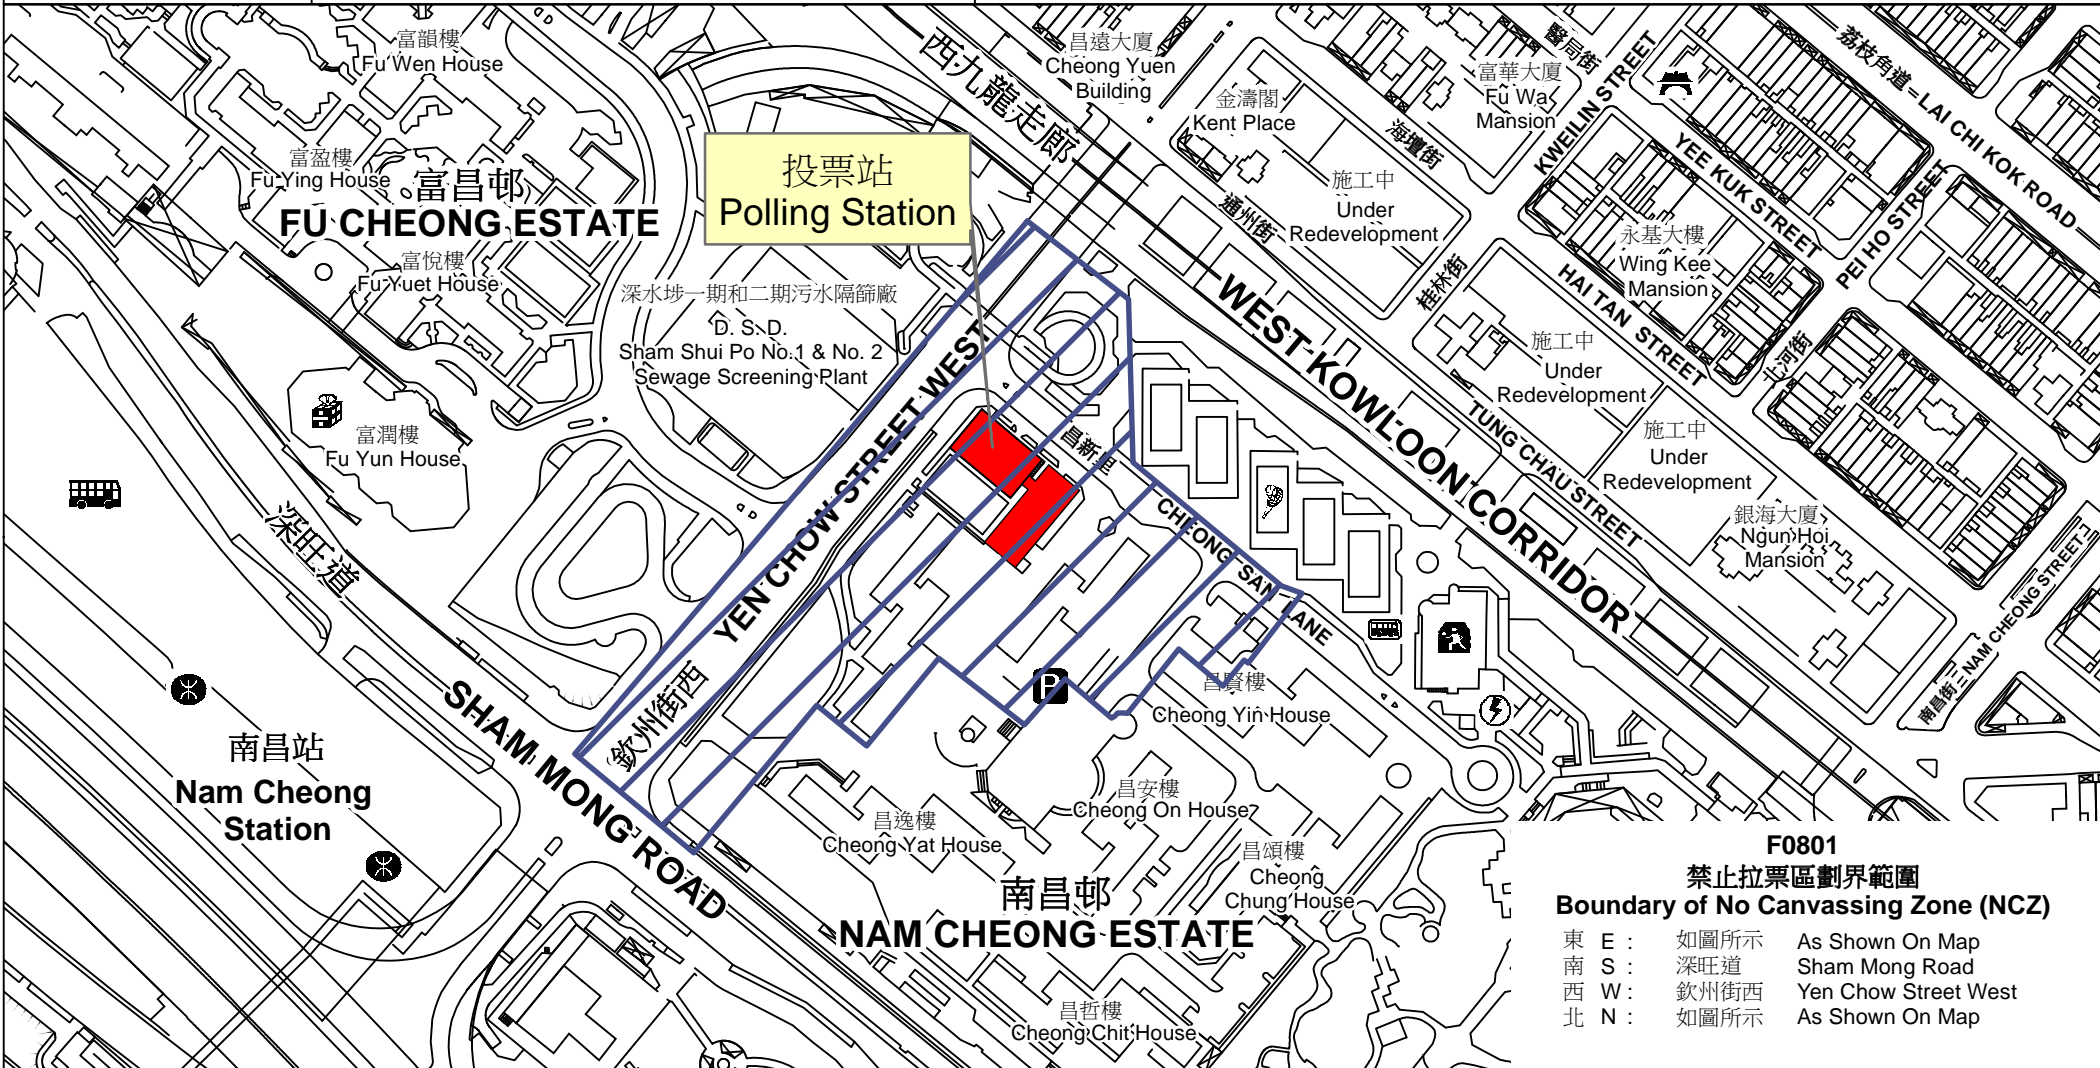 富韻樓
Fu Wen House
富盈樓
Fu Ying House
富昌邨
FU CHEONG ESTATE
富悅樓
Fu Yuet House
富潤樓
Fu Yun House
投票站
Polling Station
深水埗一期和二期污水隔篩廠
D. S. D.
Sham Shui Po No.1 & No. 2
Sewage Screening Plant
西九龍走廊
WEST KOWLOON CORRIDOR
昌遠大廈
Cheong Yuen
Building
金濤閣
Kent Place
海壇街
醫局街
富華大廈
Fu Wa
Mansion
KWEILIN STREET
荔枝角道 = LAI CHI KOK ROAD
YEE KUK STREET
PEI HO STREET
施工中
Under
Redevelopment
通州街
桂林街
永基大樓
Wing Kee
Mansion
HAI TAN STREET
北河街
施工中
Under
Redevelopment
TUNG CHAU STREET
施工中
Under
Redevelopment
銀海大廈
Ngun Hoi
Mansion
南昌街 = NAM CHEONG STREET
YEN CHOW STREET WEST
欽州街西
昌新里
CHEONG SAN LANE
深旺道
SHAM MONG ROAD
南昌站
Nam Cheong
Station
P
昌賢樓
Cheong Yin House
昌安樓
Cheong On House
昌逸樓
Cheong Yat House
昌頌樓
Cheong
Chung House
南昌邨
NAM CHEONG ESTATE
昌哲樓
Cheong Chit House
F0801
禁止拉票區劃界範圍
Boundary of No Canvassing Zone (NCZ)
東 E : 如圖所示 As Shown On Map
南 S : 深旺道 Sham Mong Road
西 W : 欽州街西 Yen Chow Street West
北 N : 如圖所示 As Shown On Map